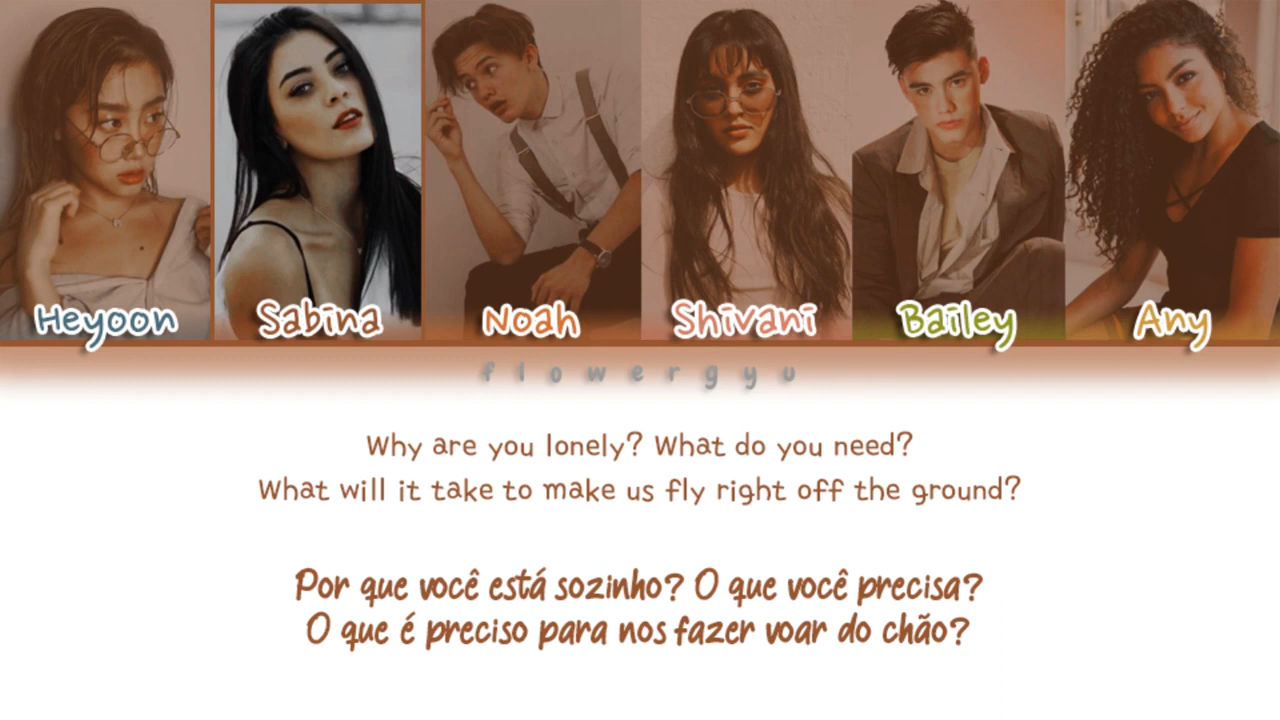 Heyoon Sabina Noah Shivani Bailey Any
flowergyu
Why are you lonely? What do you need?
What will it take to make us fly right off the ground?
Por que você está sozinho? O que você precisa?
O que é preciso para nos fazer voar do chão?